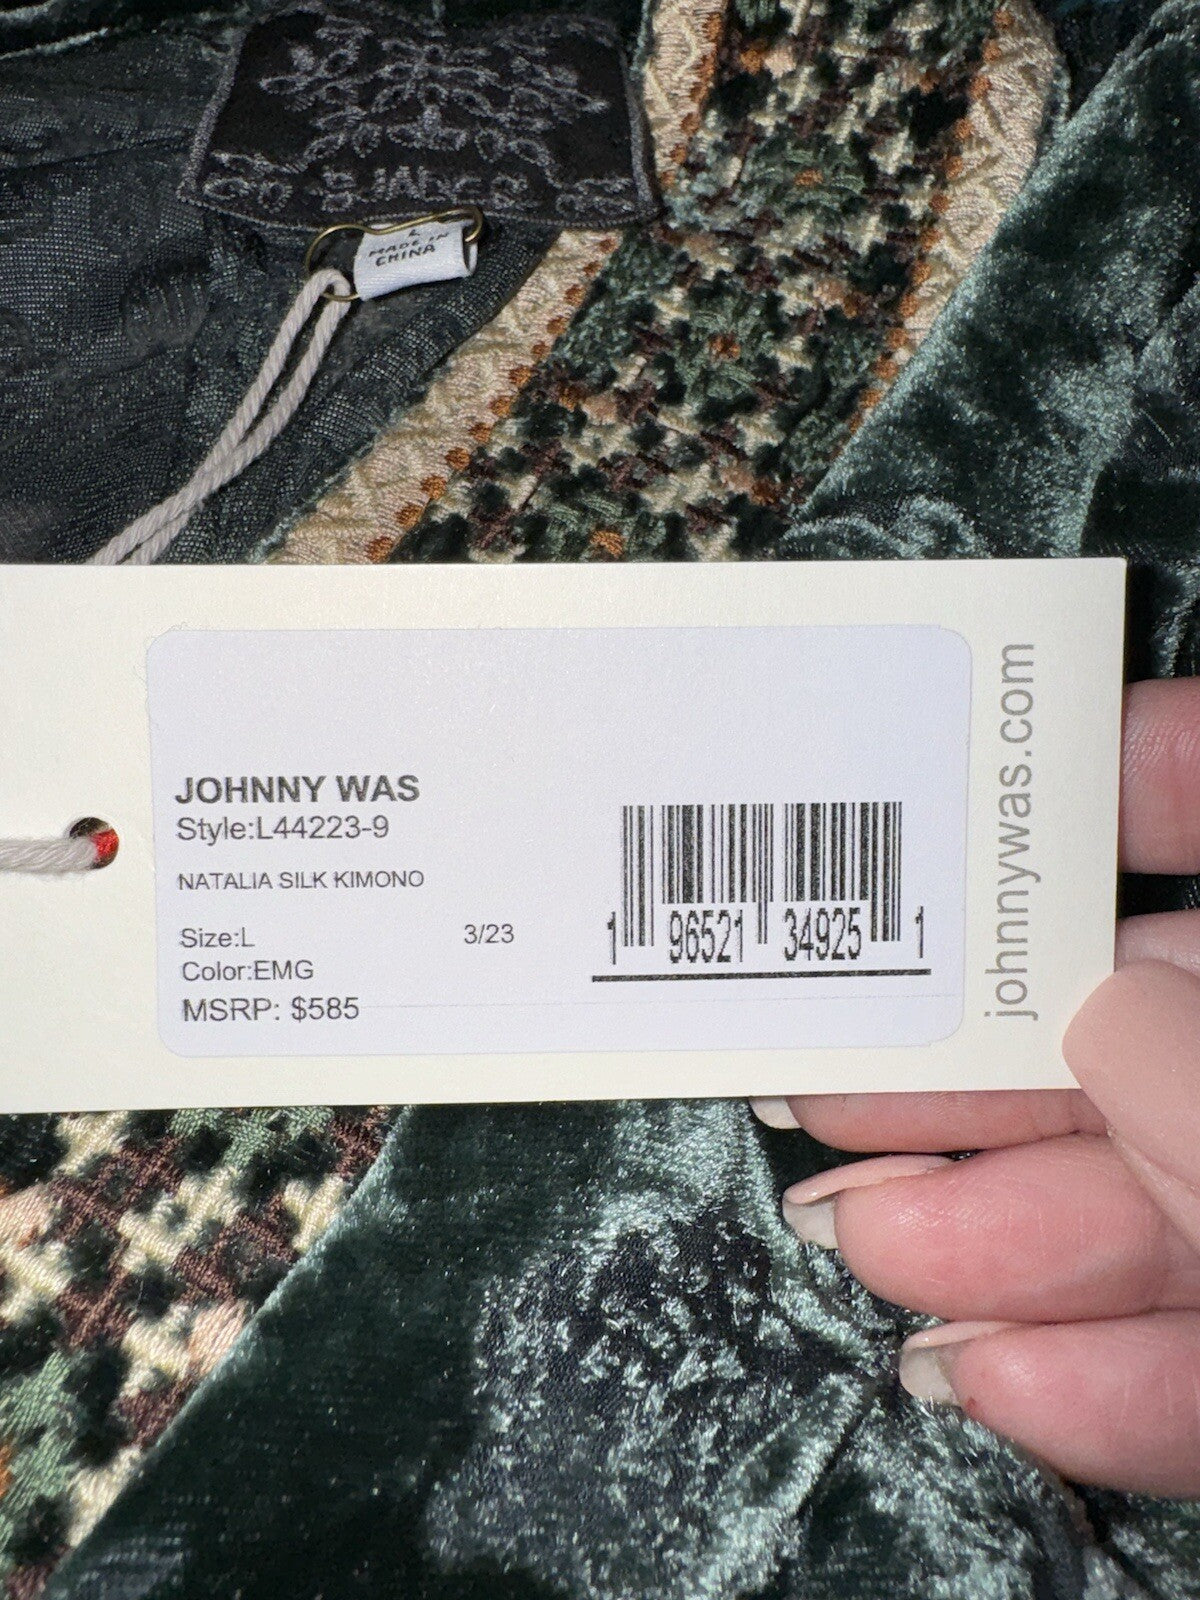 L
MADE IN
CHINA
JOHNNY WAS
Style:L44223-9
NATALIA SILK KIMONO
Size:L 3/23
Color:EMG
MSRP: $585
1 96521 34925 1
johnnywas.com